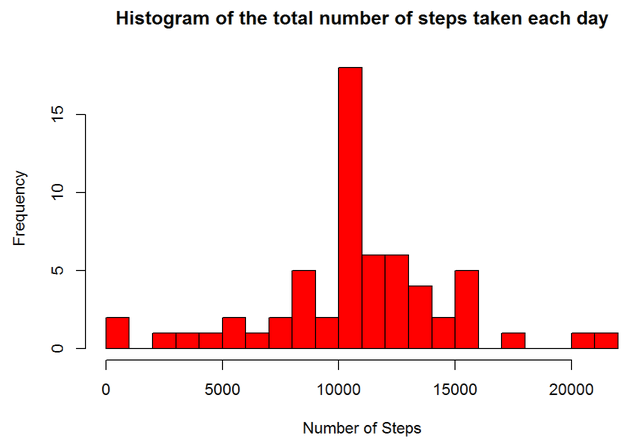 Histogram of the total number of steps taken each day
15
10
5
0
Frequency
0 5000 10000 15000 20000
Number of Steps